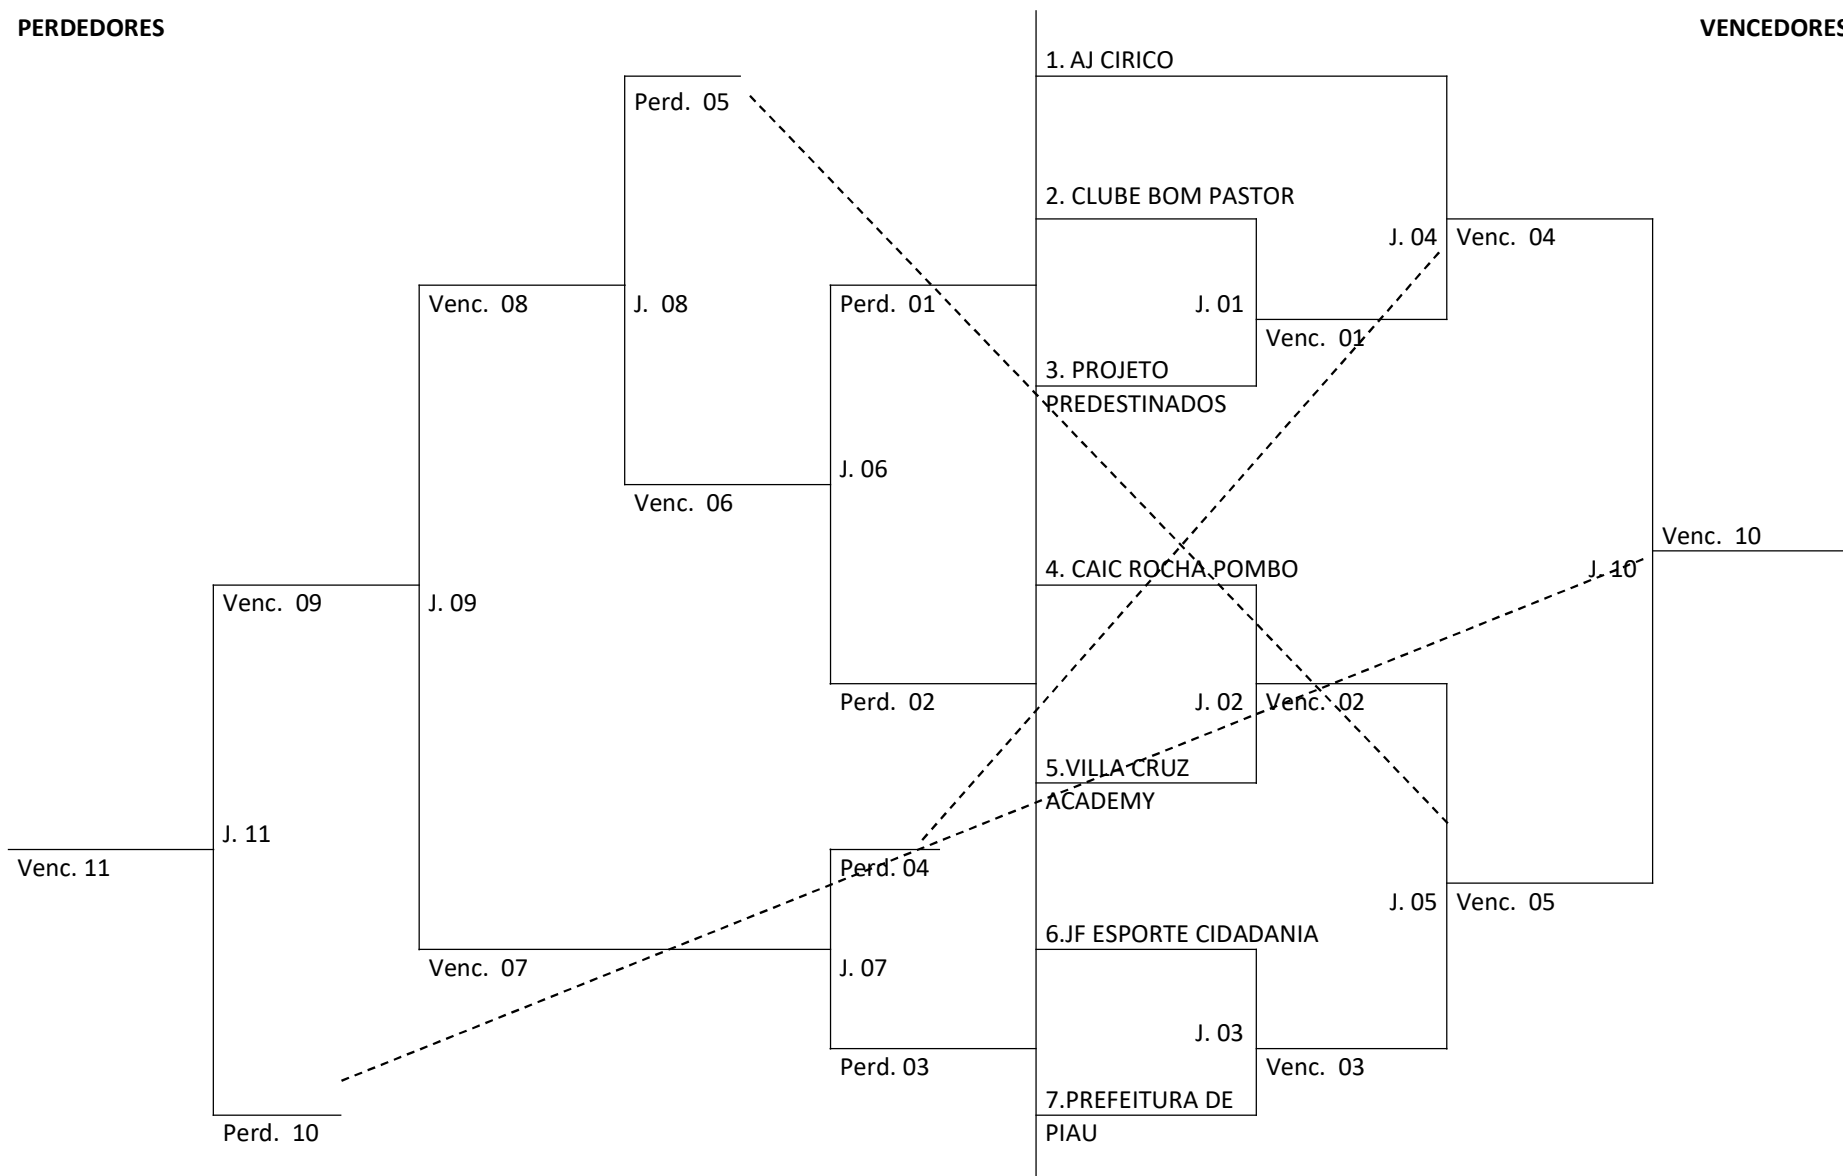 PERDEDORES
VENCEDORES
1. AJ CIRICO
Perd. 05
2. CLUBE BOM PASTOR
J. 04
Venc. 04
Venc. 08
J. 08
Perd. 01
J. 01
Venc. 01
3. PROJETO
PREDESTINADOS
J. 06
Venc. 06
Venc. 10
4. CAIC ROCHA POMBO
J. 10
Venc. 09
J. 09
Perd. 02
J. 02
Venc. 02
5.VILLA CRUZ
ACADEMY
J. 11
Venc. 11
Perd. 04
J. 05
Venc. 05
6.JF ESPORTE CIDADANIA
Venc. 07
J. 07
J. 03
Perd. 03
Venc. 03
7.PREFEITURA DE
PIAU
Perd. 10